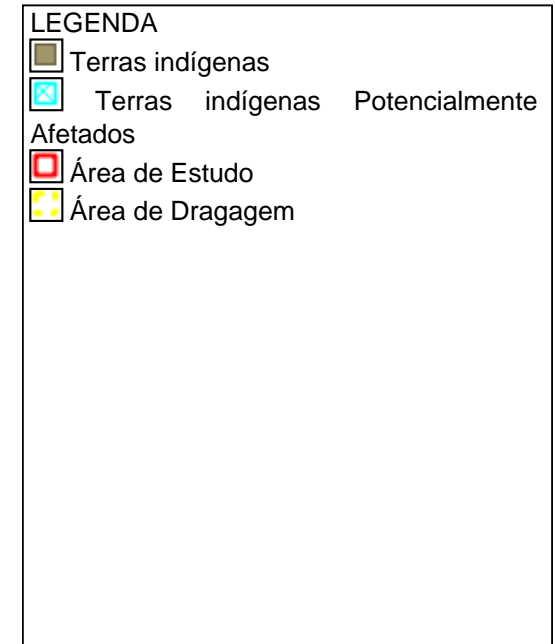 LEGENDA
Terras indígenas
Terras indígenas Potencialmente
Afetados
Área de Estudo
Área de Dragagem